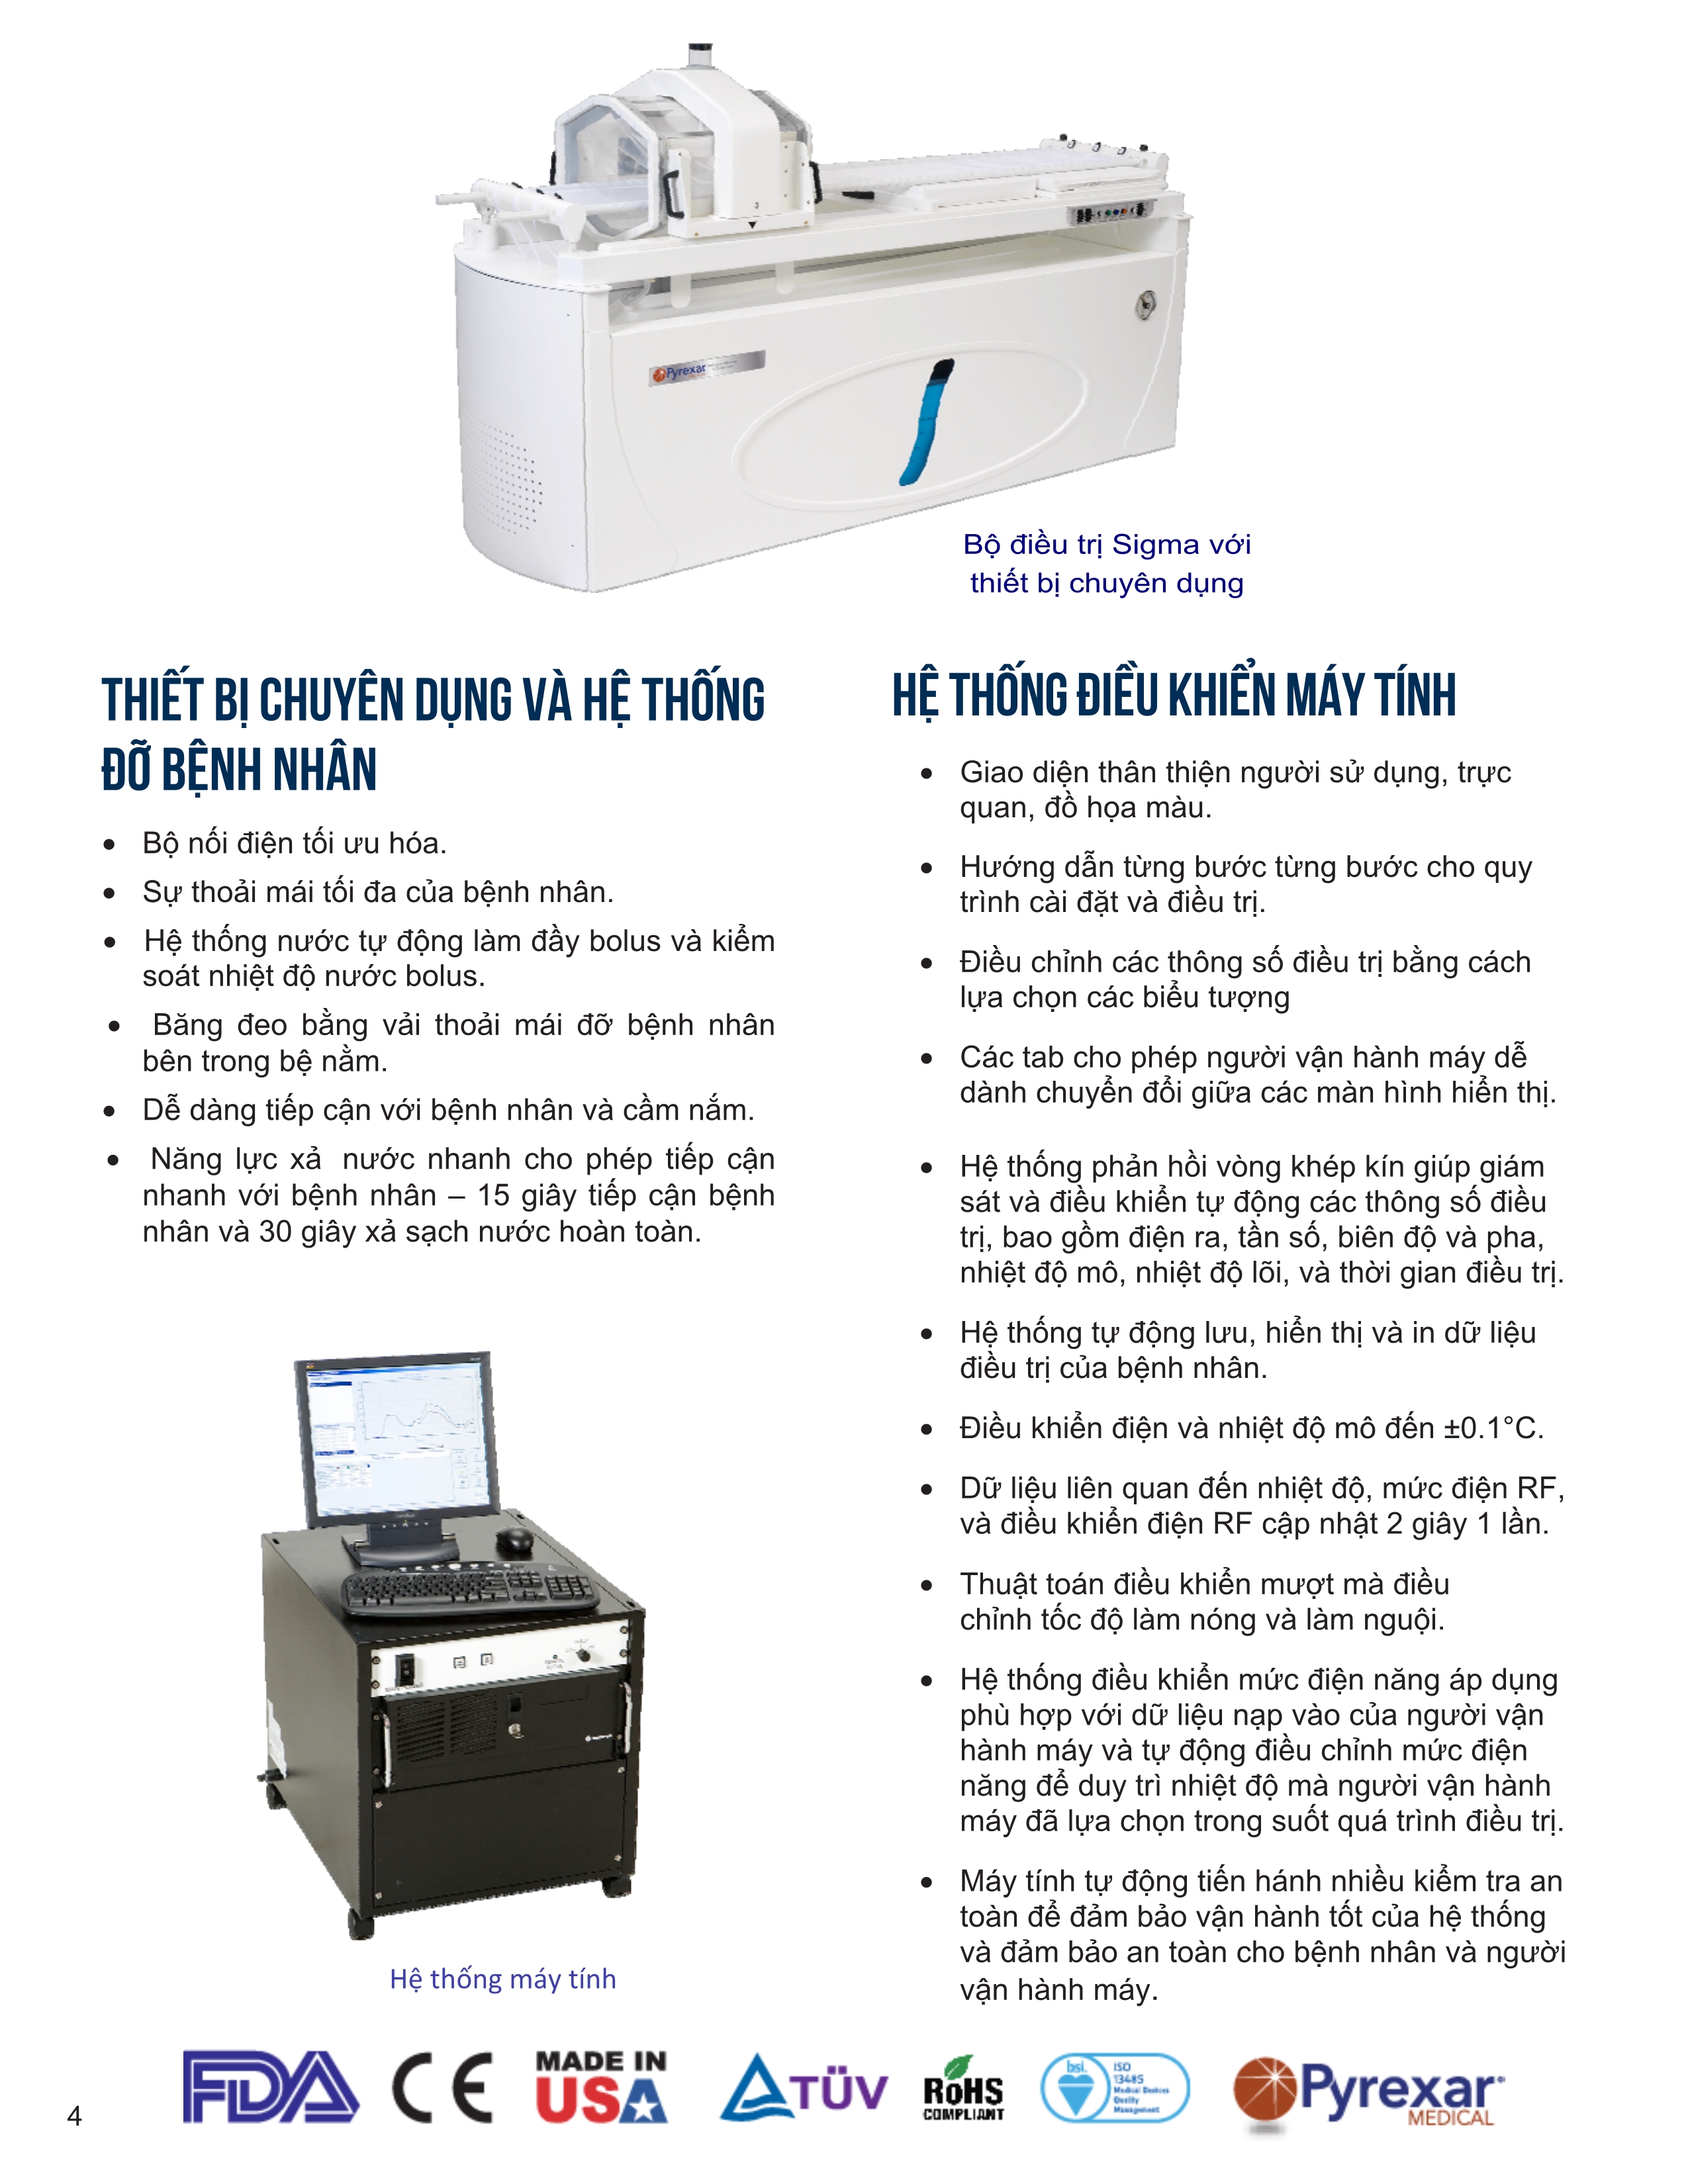 Pyrexar
3
Bộ điều trị Sigma với
thiết bị chuyên dụng
THIẾT BỊ CHUYÊN DỤNG VÀ HỆ THỐNG
ĐỠ BỆNH NHÂN
• Bộ nối điện tối ưu hóa.
• Sự thoải mái tối đa của bệnh nhân.
• Hệ thống nước tự động làm đầy bolus và kiểm
soát nhiệt độ nước bolus.
• Băng đeo bằng vải thoải mái đỡ bệnh nhân
bên trong bệ nằm.
• Dễ dàng tiếp cận với bệnh nhân và cầm nắm.
• Năng lực xả nước nhanh cho phép tiếp cận
nhanh với bệnh nhân – 15 giây tiếp cận bệnh
nhân và 30 giây xả sạch nước hoàn toàn.
Hệ thống máy tính
HỆ THỐNG ĐIỀU KHIỂN MÁY TÍNH
• Giao diện thân thiện người sử dụng, trực
quan, đồ họa màu.
• Hướng dẫn từng bước từng bước cho quy
trình cài đặt và điều trị.
• Điều chỉnh các thông số điều trị bằng cách
lựa chọn các biểu tượng
• Các tab cho phép người vận hành máy dễ
dành chuyển đổi giữa các màn hình hiển thị.
• Hệ thống phản hồi vòng khép kín giúp giám
sát và điều khiển tự động các thông số điều
trị, bao gồm điện ra, tần số, biên độ và pha,
nhiệt độ mô, nhiệt độ lõi, và thời gian điều trị.
• Hệ thống tự động lưu, hiển thị và in dữ liệu
điều trị của bệnh nhân.
• Điều khiển điện và nhiệt độ mô đến ±0.1°C.
• Dữ liệu liên quan đến nhiệt độ, mức điện RF,
và điều khiển điện RF cập nhật 2 giây 1 lần.
• Thuật toán điều khiển mượt mà điều
chỉnh tốc độ làm nóng và làm nguội.
• Hệ thống điều khiển mức điện năng áp dụng
phù hợp với dữ liệu nạp vào của người vận
hành máy và tự động điều chỉnh mức điện
năng để duy trì nhiệt độ mà người vận hành
máy đã lựa chọn trong suốt quá trình điều trị.
• Máy tính tự động tiến hánh nhiều kiểm tra an
toàn để đảm bảo vận hành tốt của hệ thống
và đảm bảo an toàn cho bệnh nhân và người
vận hành máy.
4
FDA
CE
MADE IN
USA
TÜV
RoHS
COMPLIANT
bsi.
ISO
13485
Medical Devices
Quality
Management
Pyrexar
MEDICAL